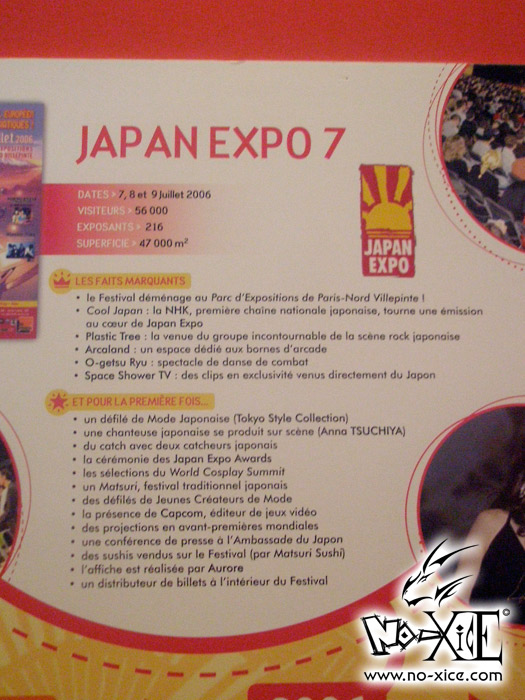 EUROPEEN
ASIATIQUES ?
llet 2006
JAPAN EXPO 7
DATES > 7, 8 et 9 Juillet 2006
VISITEURS > 56 000
EXPOSANTS > 216
SUPERFICIE > 47 000 m²
JAPAN
EXPO
LES FAITS MARQUANTS
• le Festival déménage au Parc d'Expositions de Paris-Nord Villepinte !
• Cool Japan : la NHK, première chaîne nationale japonaise, tourne une émission
au cœur de Japan Expo
• Plastic Tree : la venue du groupe incontournable de la scène rock japonaise
• Arcaland : un espace dédié aux bornes d'arcade
• O-getsu Ryu : spectacle de danse de combat
• Space Shower TV : des clips en exclusivité venus directement du Japon
ET POUR LA PREMIÈRE FOIS...
• un défilé de Mode Japonaise (Tokyo Style Collection)
• une chanteuse japonaise se produit sur scène (Anna TSUCHIYA)
• du catch avec deux catcheurs japonais
• la cérémonie des Japan Expo Awards
• les sélections du World Cosplay Summit
• un Matsuri, festival traditionnel japonais
• des défilés de Jeunes Créateurs de Mode
• la présence de Capcom, éditeur de jeux vidéo
• des projections en avant-premières mondiales
• une conférence de presse à l'Ambassade du Japon
• des sushis vendus sur le Festival (par Matsuri Sushi)
• l'affiche est réalisée par Aurore
• un distributeur de billets à l'intérieur du Festival
NO-XICE ©
www.no-xice.com